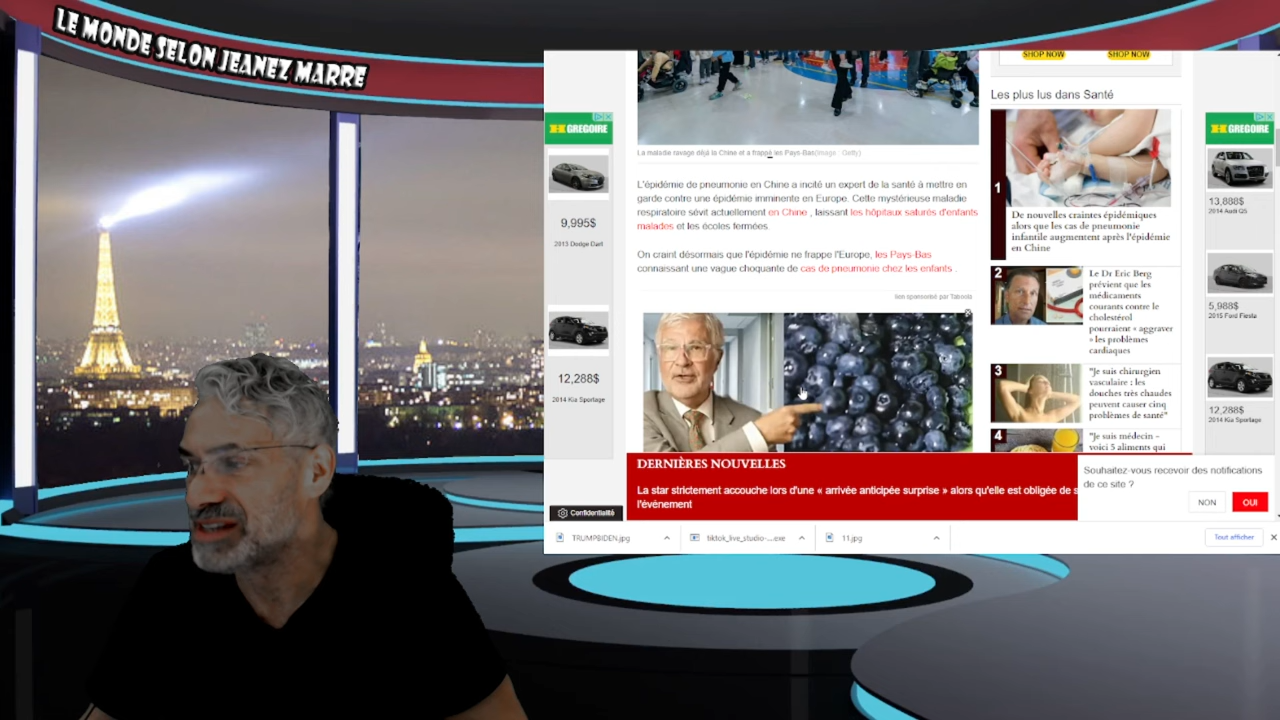 LE MONDE SELON JEANEZ MARRE
SHOP NOW
SHOP NOW
GREGOIRE
9,995$
2013 Dodge Dart
12,288$
2014 Kia Sportage
Confidentialité
La maladie ravage déjà la Chine et a frappé les Pays-Bas(Image : Getty)
L'épidémie de pneumonie en Chine a incité un expert de la santé à mettre en
garde contre une épidémie imminente en Europe. Cette mystérieuse maladie
respiratoire sévit actuellement en Chine , laissant les hôpitaux saturés d'enfants
malades et les écoles fermées.
On craint désormais que l'épidémie ne frappe l'Europe, les Pays-Bas
connaissant une vague choquante de cas de pneumonie chez les enfants .
lien sponsorisé par Taboola
Les plus lus dans Santé
1
De nouvelles craintes épidémiques
alors que les cas de pneumonie
infantile augmentent après l'épidémie
en Chine
2
Le Dr Eric Berg
prévient que les
médicaments
courants contre le
cholestérol
pourraient « aggraver
» les problèmes
cardiaques
3
"Je suis chirurgien
vasculaire : les
douches très chaudes
peuvent causer cinq
problèmes de santé"
4
"Je suis médecin –
voici 5 aliments qui
GREGOIRE
13,888$
2014 Audi Q5
5,988$
2015 Ford Fiesta
12,288$
2014 Kia Sportage
DERNIÈRES NOUVELLES
La star strictement accouche lors d'une « arrivée anticipée surprise » alors qu'elle est obligée de s
l'événement
Souhaitez-vous recevoir des notifications
de ce site ?
NON
OUI
TRUMPBIDEN.jpg
tiktok_live_studio-...exe
11.jpg
Tout afficher